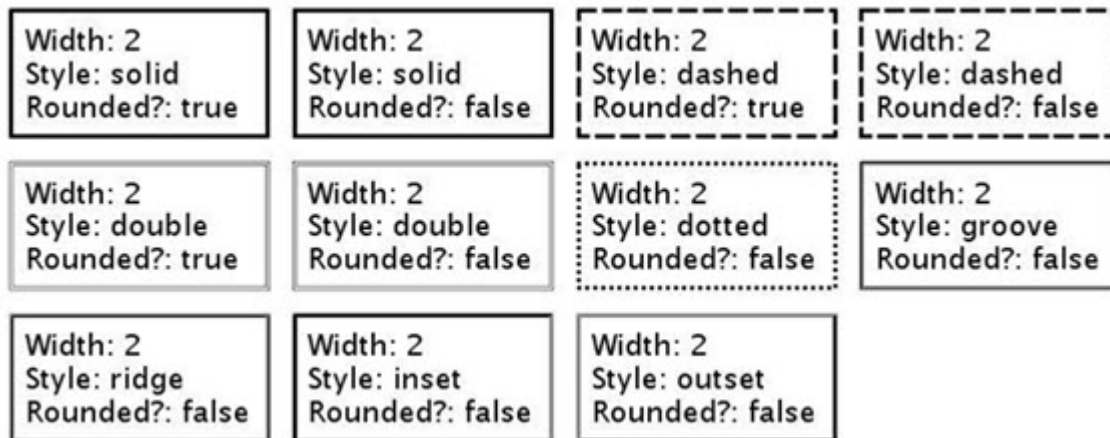 Width: 2
Style: solid
Rounded?: true
Width: 2
Style: solid
Rounded?: false
Width: 2
Style: dashed
Rounded?: true
Width: 2
Style: dashed
Rounded?: false
Width: 2
Style: double
Rounded?: true
Width: 2
Style: double
Rounded?: false
Width: 2
Style: dotted
Rounded?: false
Width: 2
Style: groove
Rounded?: false
Width: 2
Style: ridge
Rounded?: false
Width: 2
Style: inset
Rounded?: false
Width: 2
Style: outset
Rounded?: false